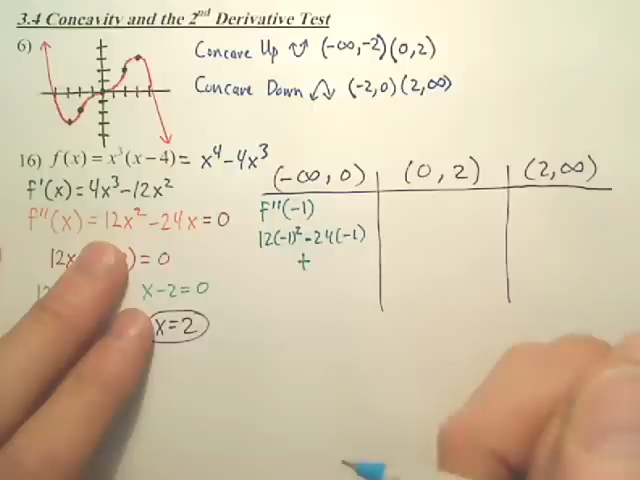 3.4 Concavity and the 2nd Derivative Test
6)
Concave Up (-∞,-2)(0,2)
Concave Down (-2,0)(2,∞)
16) f(x) = x³(x-4) = x⁴-4x³
f'(x) = 4x³-12x²
f''(x) = 12x²-24x = 0
12x ) = 0
x-2=0
x=2
(-∞, 0) (0, 2) (2,∞)
f''(-1)
12(-1)²-24(-1)
+